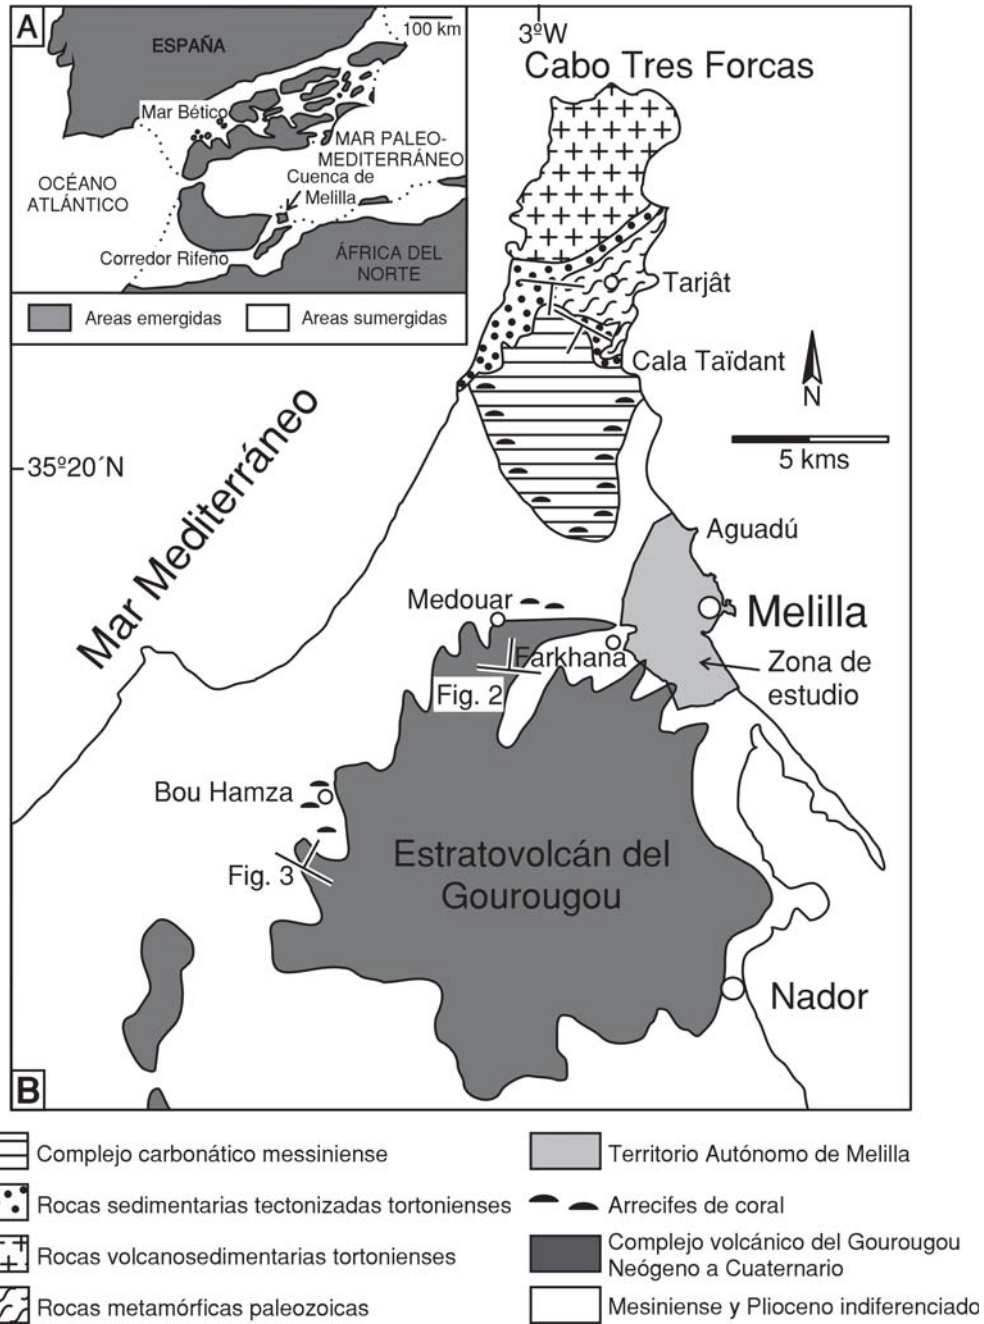 A
100 km
ESPAÑA
Mar Bético
MAR PALEO-
MEDITERRÁNEO
Cuenca de
Melilla
OCÉANO
ATLÁNTICO
Corredor Rifeño
ÁFRICA DEL
NORTE
Areas emergidas
Areas sumergidas
3ºW
Cabo Tres Forcas
Tarjât
Cala Taïdant
N
5 kms
35º20´N
Mar Mediterráneo
Aguadú
Medouar
Melilla
Farkhana
Zona de
estudio
Fig. 2
Bou Hamza
Estratovolcán del
Gourougou
Fig. 3
Nador
B
Complejo carbonático messiniense
Rocas sedimentarias tectonizadas tortonienses
Rocas volcanosedimentarias tortonienses
Rocas metamórficas paleozoicas
Territorio Autónomo de Melilla
Arrecifes de coral
Complejo volcánico del Gourougou
Neógeno a Cuaternario
Mesiniense y Plioceno indiferenciado